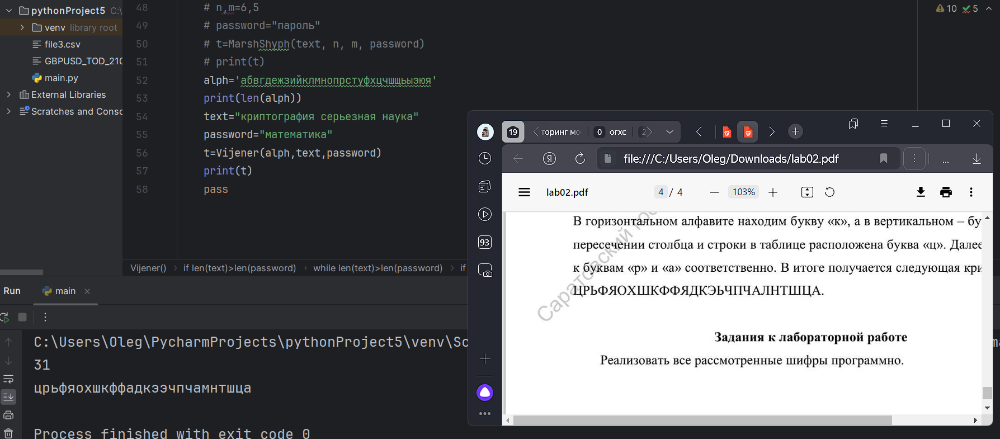 pythonProject5 C:\
venv library root
file3.csv
GBPUSD_TOD_210
main.py
External Libraries
Scratches and Consc
48 # n,m=6,5
49 # password="пароль"
50 # t=MarshShyph(text, n, m, password)
51 # print(t)
52 alph='абвгдежзийклмнопрстуфхцчшщьыэюя'
53 print(len(alph))
54 text="криптография серьезная наука"
55 password="математика"
56 t=Vijener(alph,text,password)
57 print(t)
58 pass
10 5
Vijener() if len(text)>len(password) while len(text)>len(password) if
Run main
C:\Users\Oleg\PycharmProjects\pythonProject5\venv\Sc
31
црьфяохшкффадкээчпчамнтшца
Process finished with exit code 0
19 торинг мо 0 огхс 2
Я file:///C:/Users/Oleg/Downloads/lab02.pdf ...
lab02.pdf 4 / 4 103%
93
В горизонтальном алфавите находим букву «к», а в вертикальном – бу
пересечении столбца и строки в таблице расположена буква «ц». Далее
к буквам «р» и «а» соответственно. В итоге получается следующая кри
ЦРЬФЯОХШКФФЯДКЭЬЧПЧАЛНТШЦА.
Саратовский гос
Задания к лабораторной работе
Реализовать все рассмотренные шифры программно.